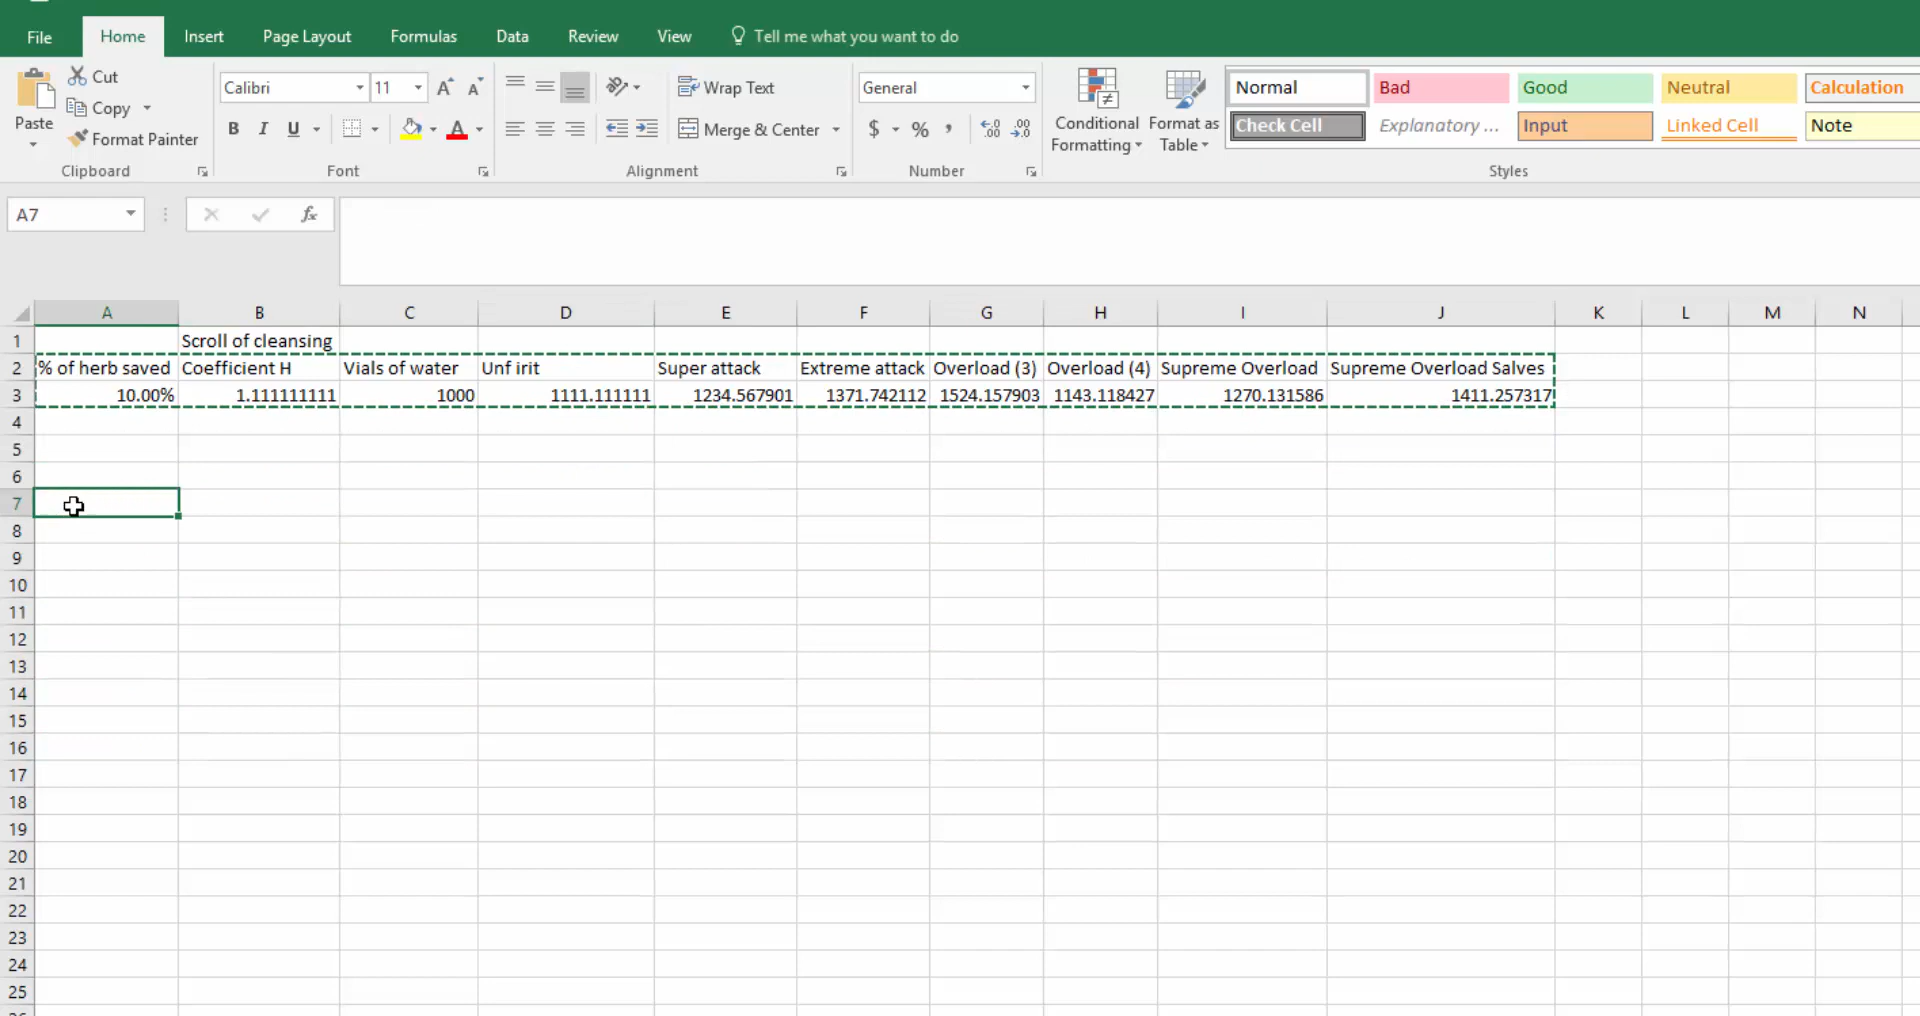 File Home Insert Page Layout Formulas Data Review View Tell me what you want to do
Cut
Copy
Format Painter
Paste
Clipboard
Calibri 11 A A
B I U A
Font
Wrap Text
Merge & Center
Alignment
General
$ % , .00 .00
Number
Conditional Formatting
Format as Table
Normal Bad Good Neutral Calculation
Check Cell Explanatory ... Input Linked Cell Note
Styles
A7 fx
A B C D E F G H I J K L M N
1 Scroll of cleansing
2 % of herb saved Coefficient H Vials of water Unf irit Super attack Extreme attack Overload (3) Overload (4) Supreme Overload Supreme Overload Salves
3 10.00% 1.111111111 1000 1111.111111 1234.567901 1371.742112 1524.157903 1143.118427 1270.131586 1411.257317
4
5
6
7
8
9
10
11
12
13
14
15
16
17
18
19
20
21
22
23
24
25